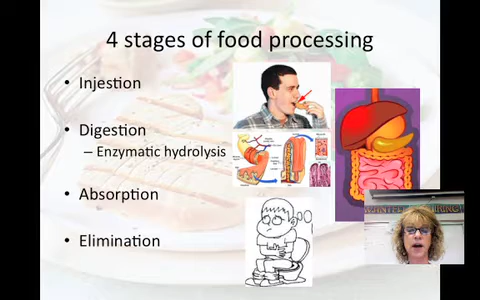 4 stages of food processing
• Injestion
• Digestion
– Enzymatic hydrolysis
• Absorption
• Elimination